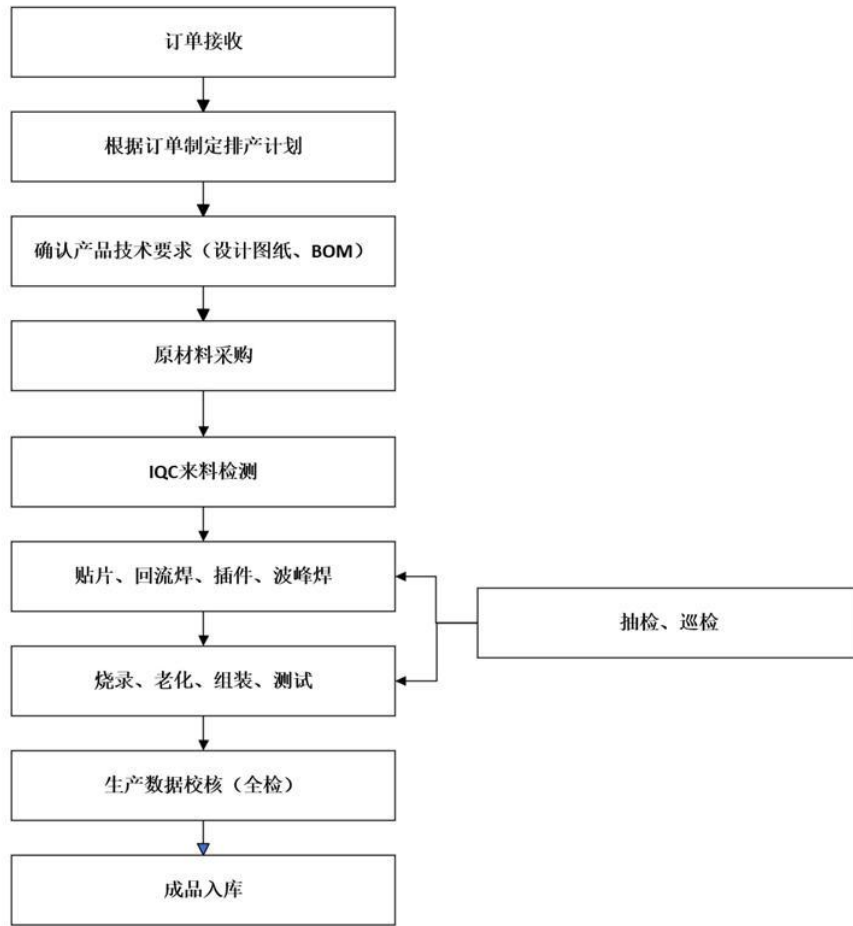 订单接收
根据订单制定排产计划
确认产品技术要求（设计图纸、BOM）
原材料采购
IQC来料检测
贴片、回流焊、插件、波峰焊
抽检、巡检
烧录、老化、组装、测试
生产数据校核（全检）
成品入库